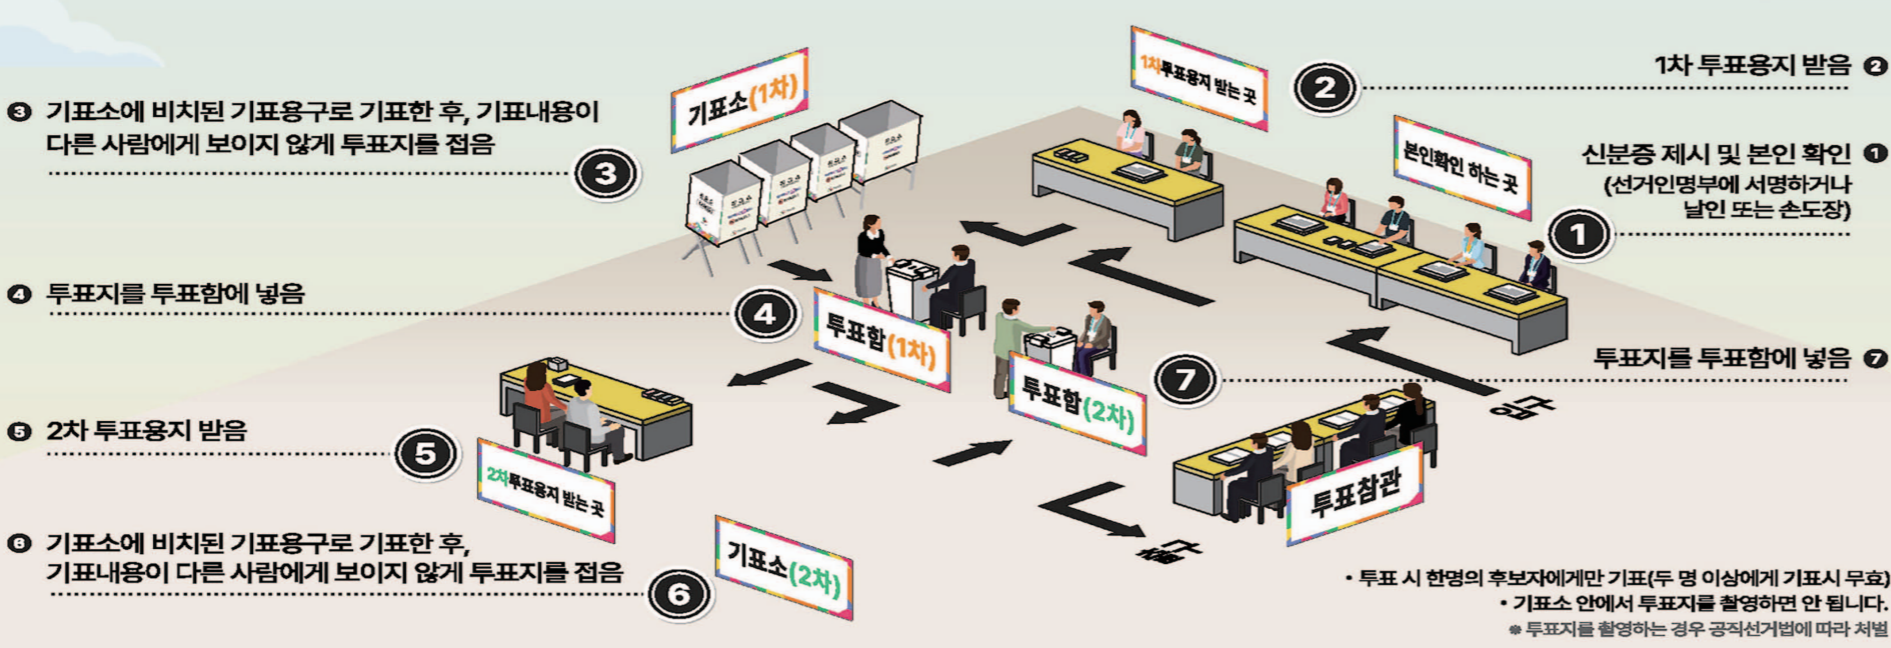 1차투표용지 받는 곳
2
1차 투표용지 받음 ❷
본인확인 하는 곳
1
신분증 제시 및 본인 확인 ❶
(선거인명부에 서명하거나
날인 또는 손도장)
❸ 기표소에 비치된 기표용구로 기표한 후, 기표내용이
다른 사람에게 보이지 않게 투표지를 접음
3
기표소(1차)
❹ 투표지를 투표함에 넣음
4
투표함(1차)
❺ 2차 투표용지 받음
5
2차투표용지 받는 곳
❻ 기표소에 비치된 기표용구로 기표한 후,
기표내용이 다른 사람에게 보이지 않게 투표지를 접음
6
기표소(2차)
투표함(2차)
7
투표지를 투표함에 넣음 ❼
입구
출구
투표참관
• 투표 시 한명의 후보자에게만 기표(두 명 이상에게 기표시 무효)
• 기표소 안에서 투표지를 촬영하면 안 됩니다.
※ 투표지를 촬영하는 경우 공직선거법에 따라 처벌